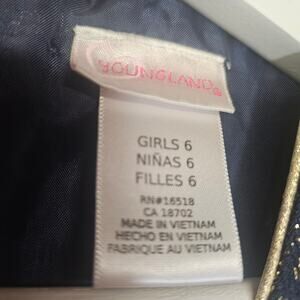 YOUNGLAND®
GIRLS 6
NIÑAS 6
FILLES 6
RN#16518
CA 18702
MADE IN VIETNAM
HECHO EN VIETNAM
FABRIQUE AU VIETNAM